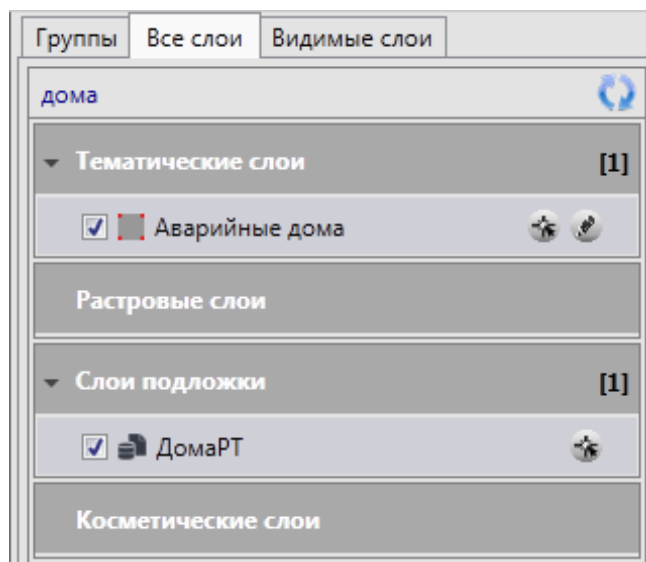 Группы Все слои Видимые слои
дома
Тематические слои [1]
Аварийные дома
Растровые слои
Слои подложки [1]
ДомаРТ
Косметические слои